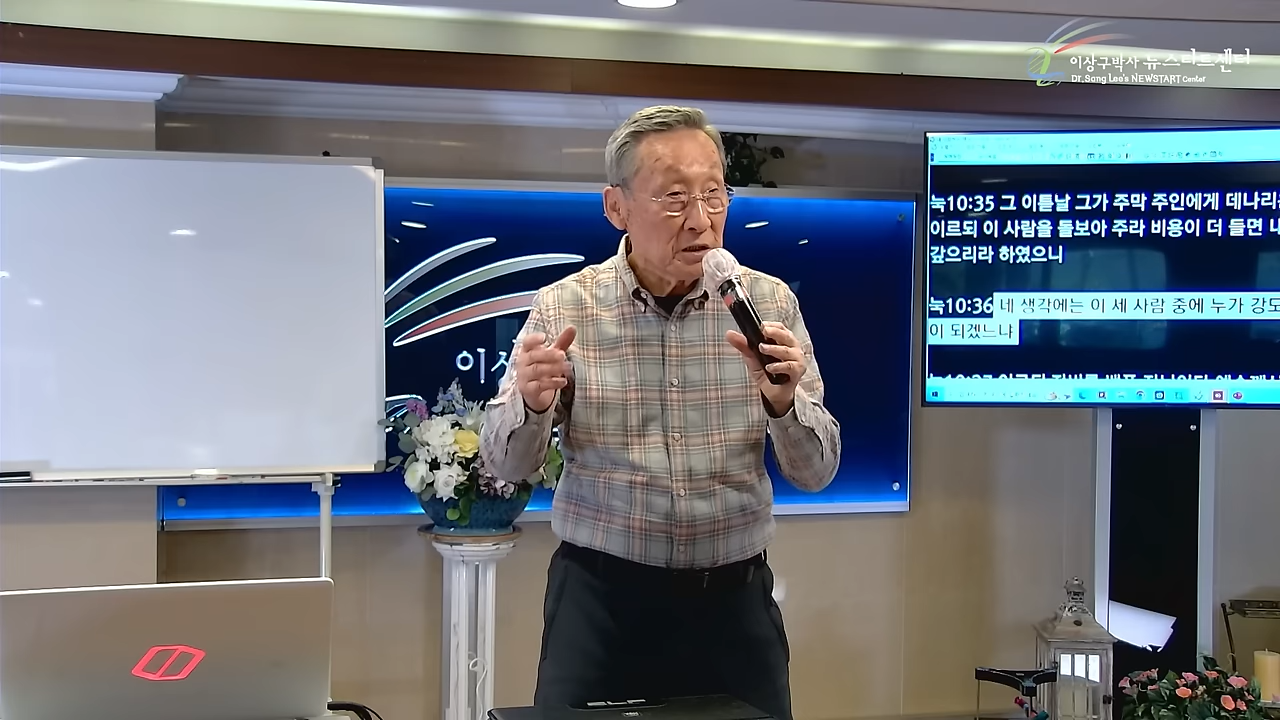 이상구박사 뉴스타트센터
Dr. Sang Lee's NEWSTART Center
눅10:35 그 이튿날 그가 주막 주인에게 데나리
이르되 이 사람을 돌보아 주라 비용이 더 들면 내
갚으리라 하였으니
눅10:36 네 생각에는 이 세 사람 중에 누가 강도
이 되겠느냐
이상